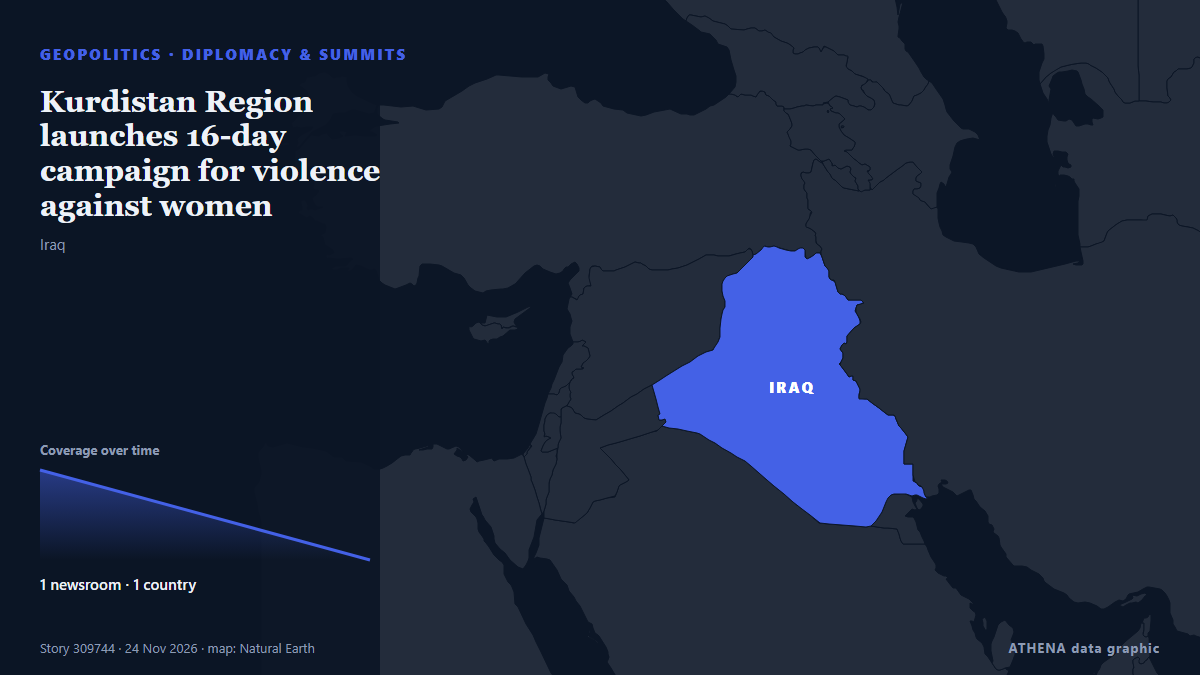 GEOPOLITICS · DIPLOMACY & SUMMITS
Kurdistan Region
launches 16-day
campaign for violence
against women
Iraq
IRAQ
Coverage over time
1 newsroom · 1 country
Story 309744 · 24 Nov 2026 · map: Natural Earth
ATHENA data graphic